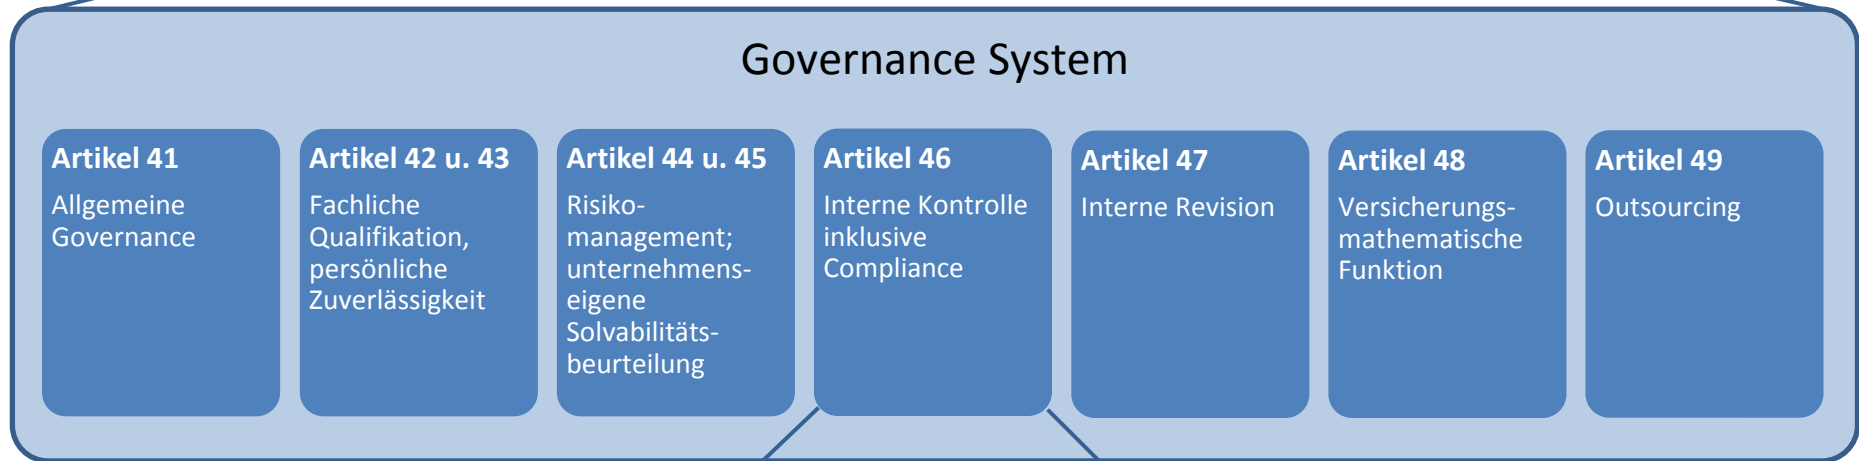 Governance System
Artikel 41
Allgemeine
Governance
Artikel 42 u. 43
Fachliche
Qualifikation,
persönliche
Zuverlässigkeit
Artikel 44 u. 45
Risiko-
management;
unternehmens-
eigene
Solvabilitäts-
beurteilung
Artikel 46
Interne Kontrolle
inklusive
Compliance
Artikel 47
Interne Revision
Artikel 48
Versicherungs-
mathematische
Funktion
Artikel 49
Outsourcing